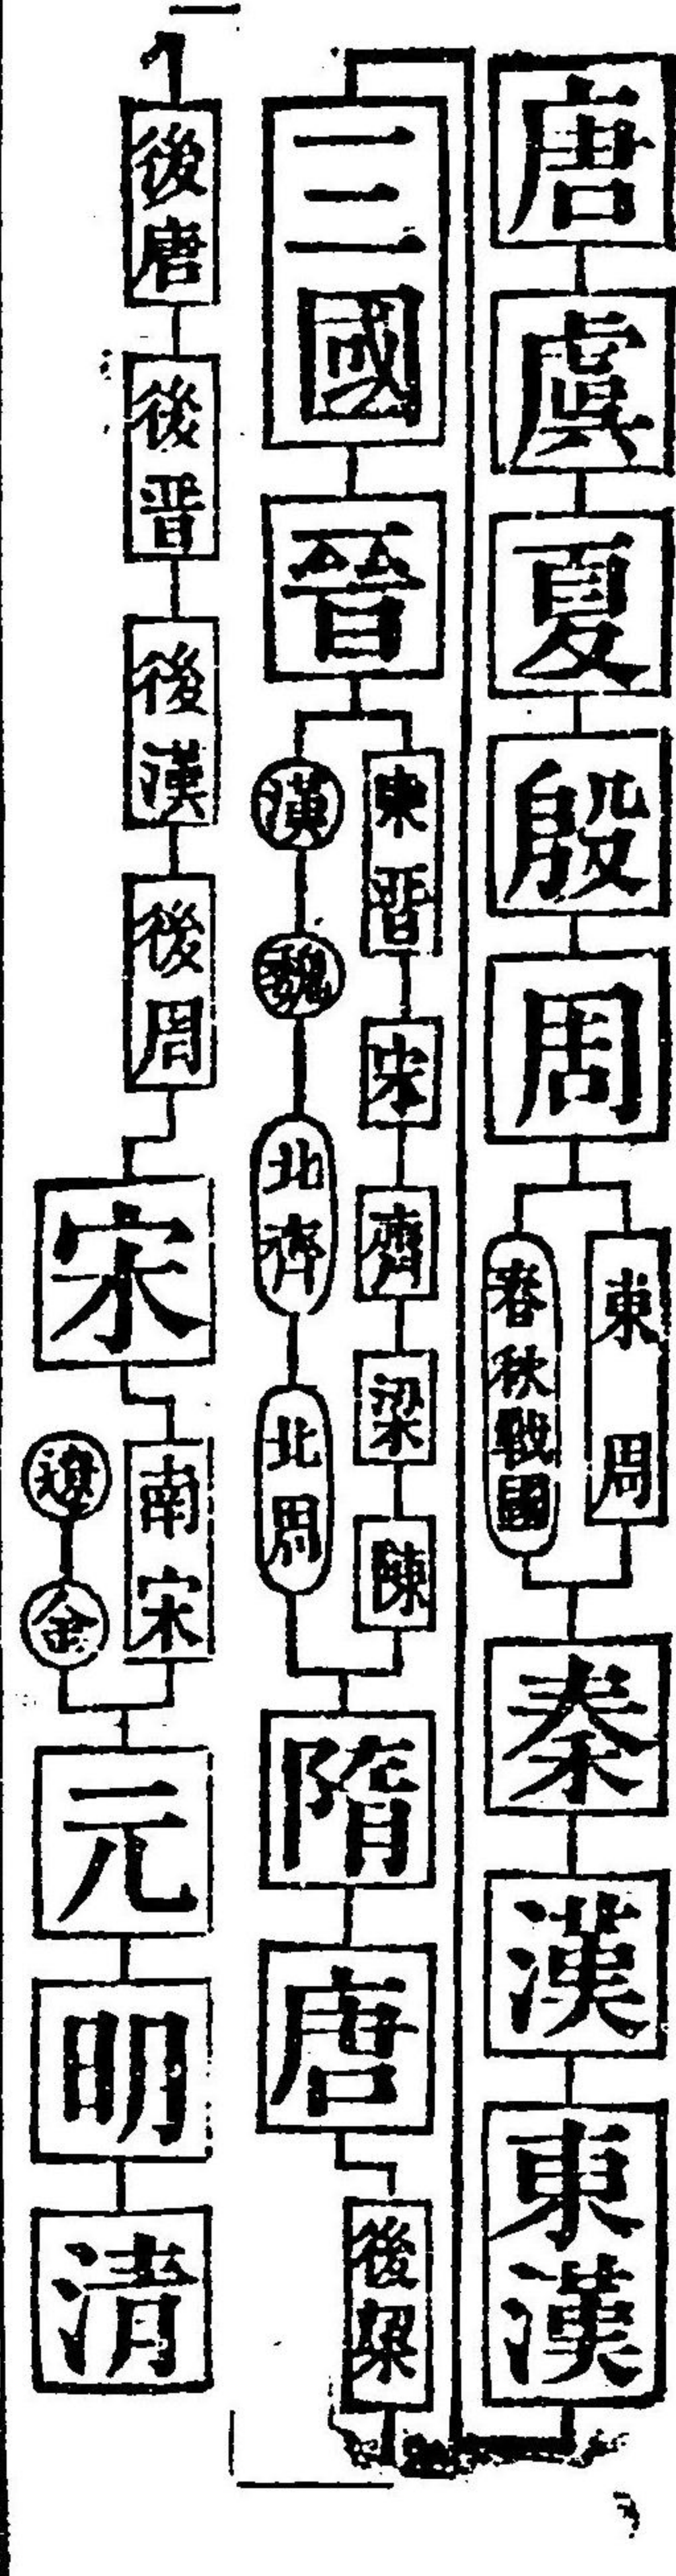 唐
虞
夏
殷
周
東周
春秋戰國
秦
漢
東漢
三國
晉
東晋
宋
齊
梁
陳
漢
魏
北齊
北周
隋
唐
後梁
後唐
後晋
後漢
後周
宋
南宋
遼
金
元
明
清